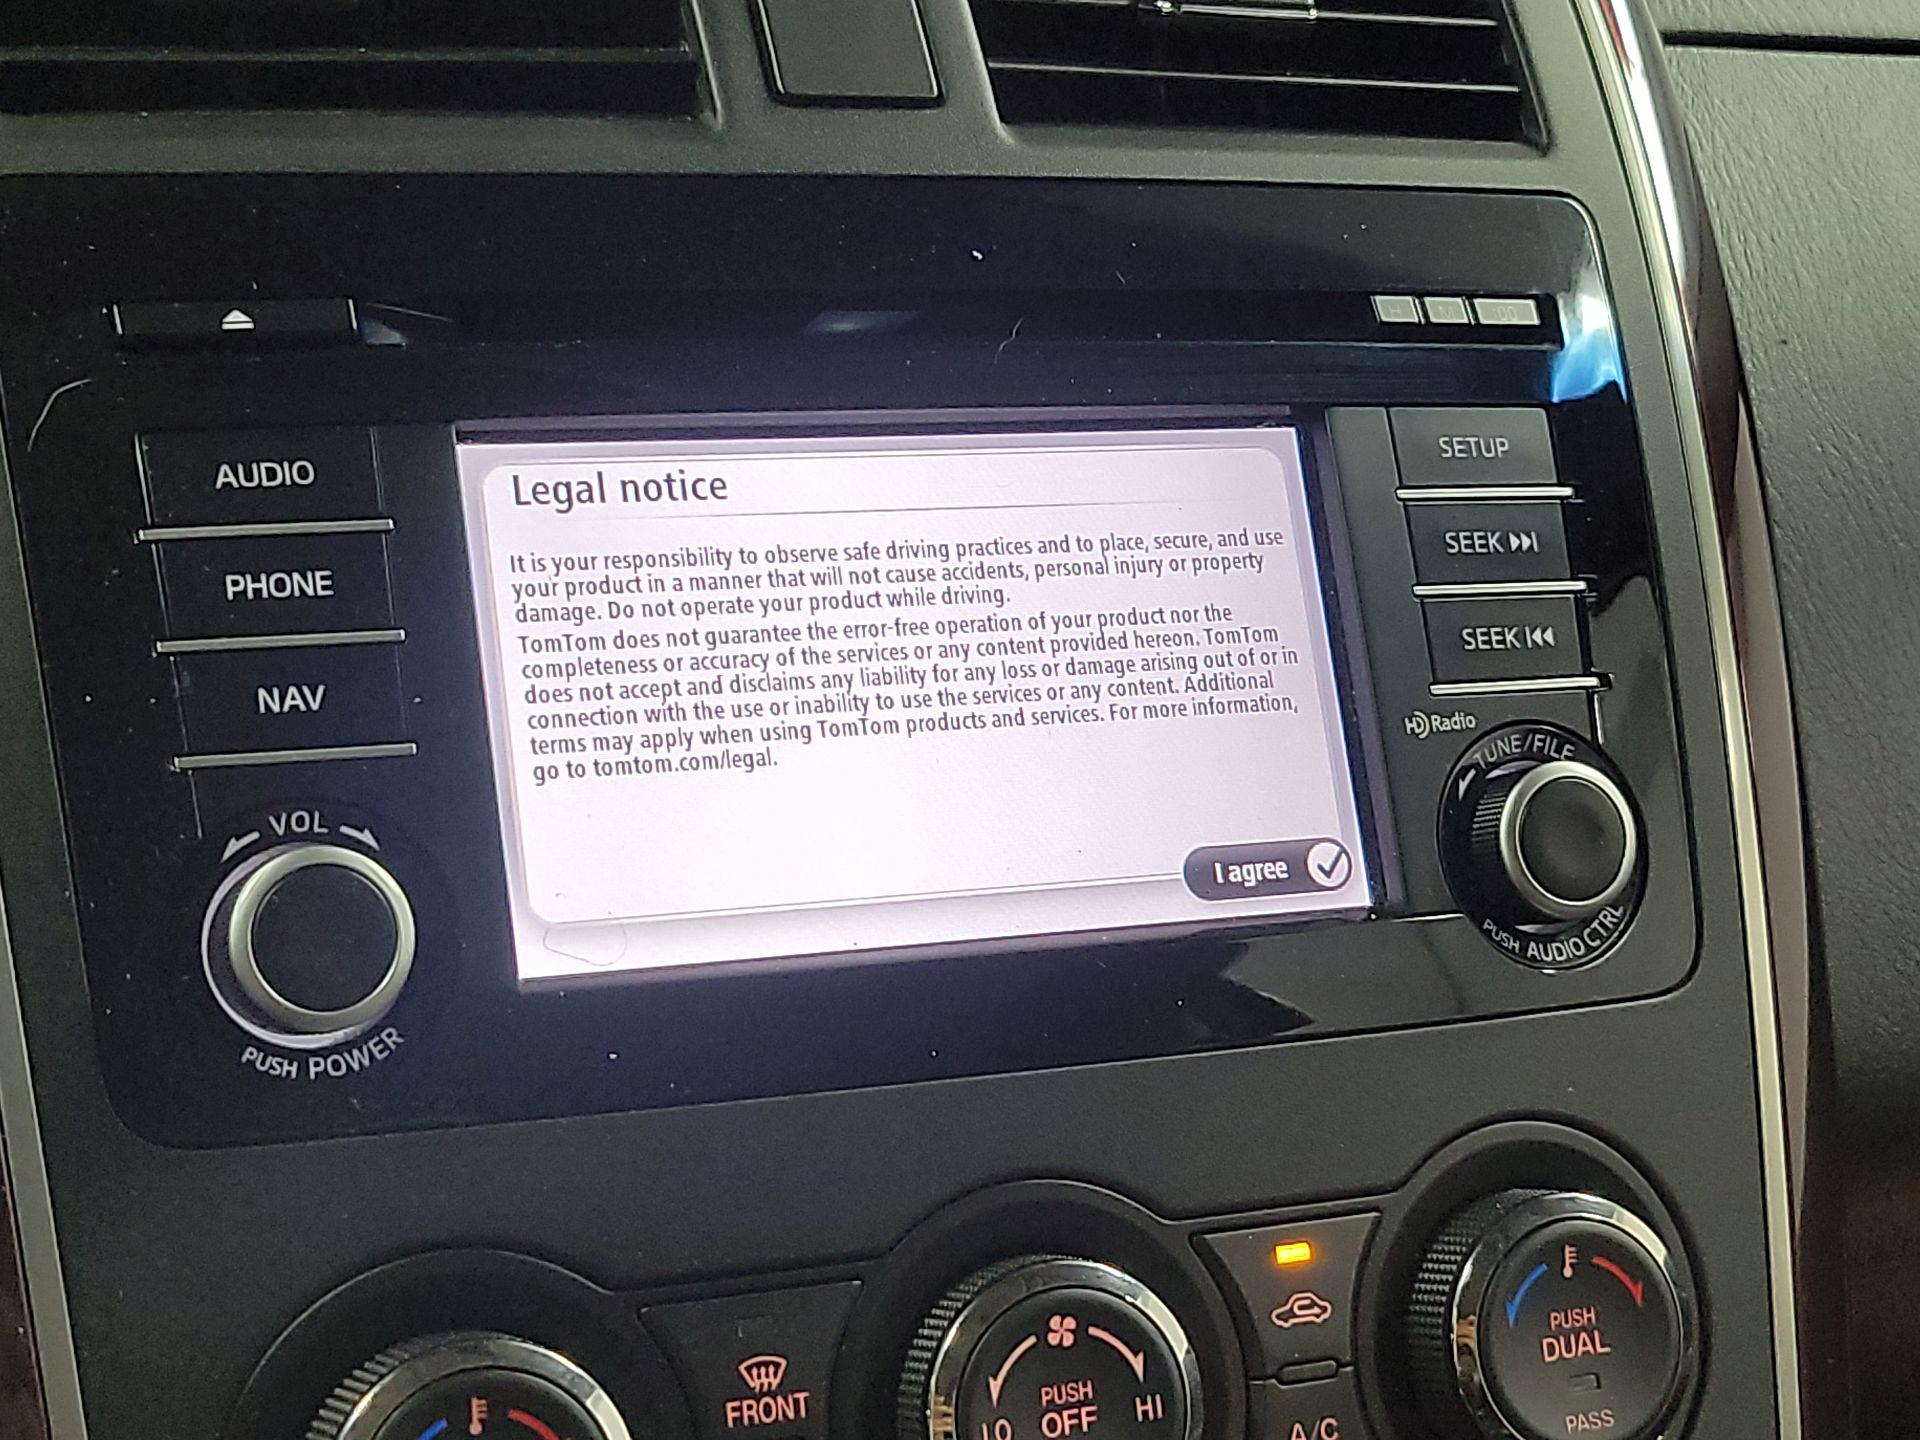 H M :00
AUDIO
PHONE
NAV
VOL
PUSH POWER
Legal notice
It is your responsibility to observe safe driving practices and to place, secure, and use
your product in a manner that will not cause accidents, personal injury or property
damage. Do not operate your product while driving.
TomTom does not guarantee the error-free operation of your product nor the
completeness or accuracy of the services or any content provided hereon. TomTom
does not accept and disclaims any liability for any loss or damage arising out of or in
connection with the use or inability to use the services or any content. Additional
terms may apply when using TomTom products and services. For more information,
go to tomtom.com/legal.
I agree
SETUP
SEEK
SEEK
HD Radio
TUNE/FILE
PUSH AUDIO CTRL
FRONT
PUSH
OFF
LO
HI
A/C
PUSH
DUAL
PASS